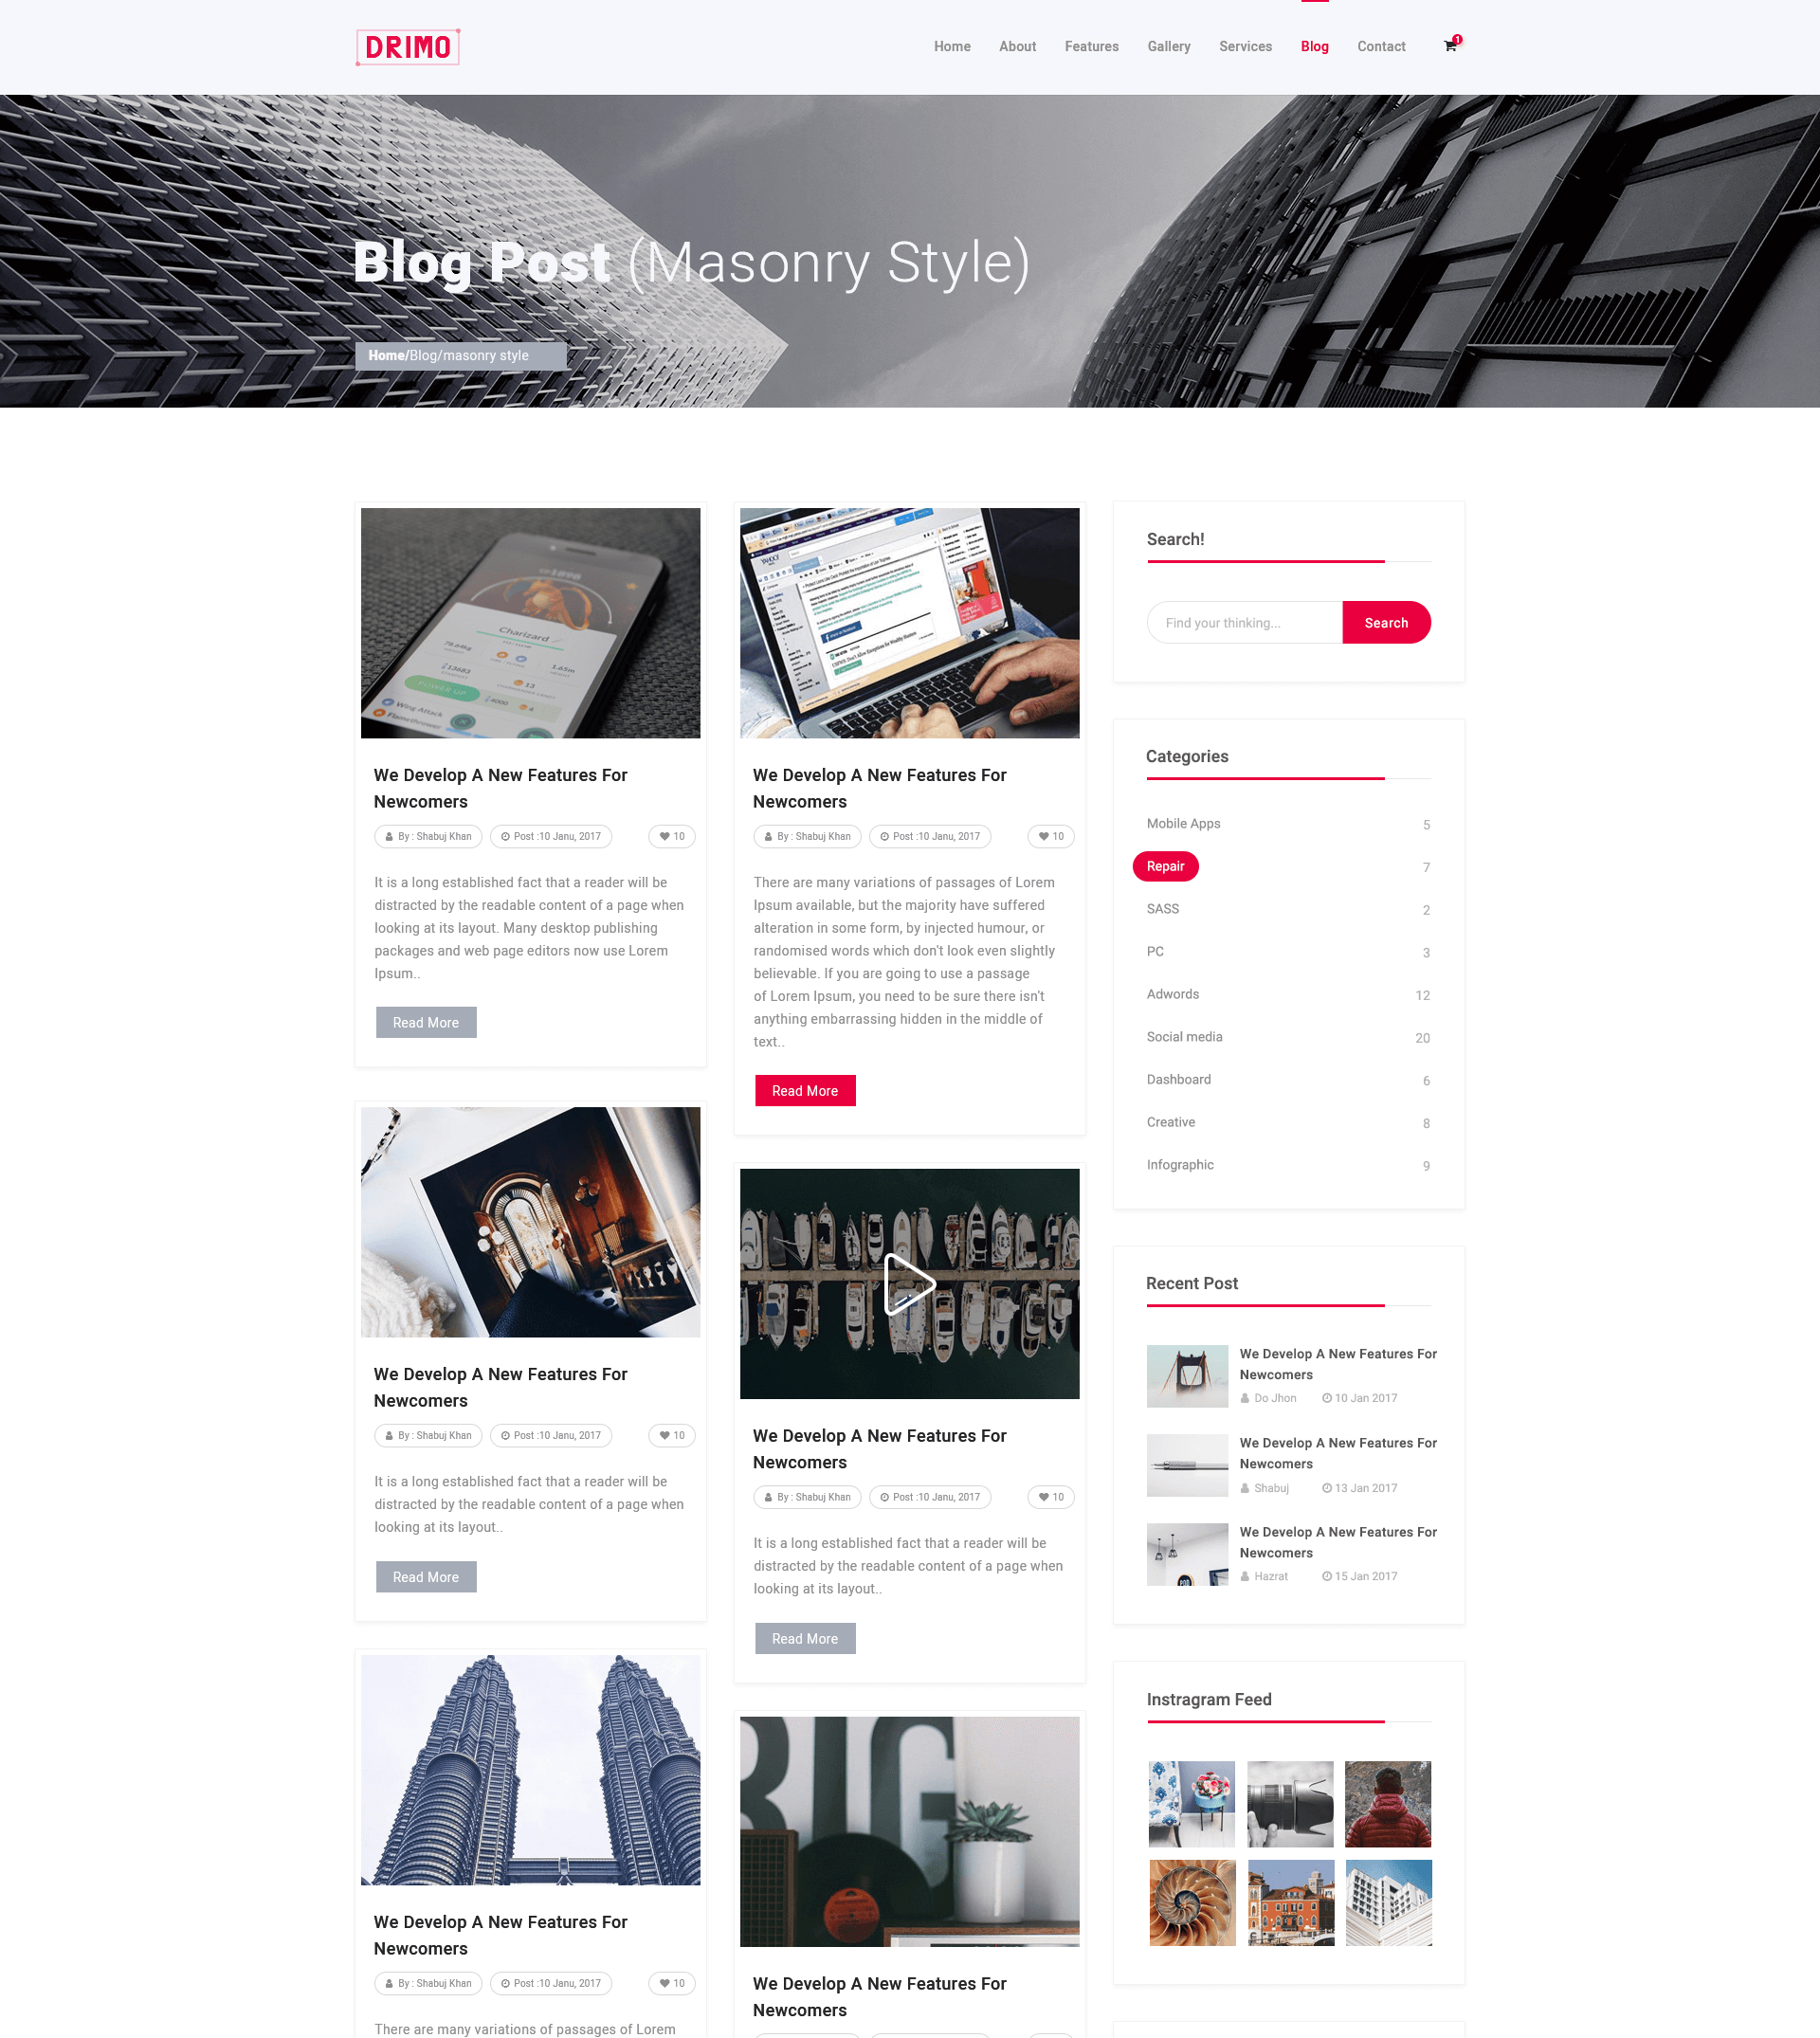 DRIMO
Home About Features Gallery Services Blog Contact 1
Blog Post (Masonry Style)
Home/Blog/masonry style
Charizard
POWER UP
Wing Attack
Flamethrower
We Develop A New Features For
Newcomers
By : Shabuj Khan Post :10 Janu, 2017 10
It is a long established fact that a reader will be
distracted by the readable content of a page when
looking at its layout. Many desktop publishing
packages and web page editors now use Lorem
Ipsum..
Read More
We Develop A New Features For
Newcomers
By : Shabuj Khan Post :10 Janu, 2017 10
It is a long established fact that a reader will be
distracted by the readable content of a page when
looking at its layout..
Read More
We Develop A New Features For
Newcomers
By : Shabuj Khan Post :10 Janu, 2017 10
There are many variations of passages of Lorem
YAHOO!
We Develop A New Features For
Newcomers
By : Shabuj Khan Post :10 Janu, 2017 10
There are many variations of passages of Lorem
Ipsum available, but the majority have suffered
alteration in some form, by injected humour, or
randomised words which don't look even slightly
believable. If you are going to use a passage
of Lorem Ipsum, you need to be sure there isn't
anything embarrassing hidden in the middle of
text..
Read More
We Develop A New Features For
Newcomers
By : Shabuj Khan Post :10 Janu, 2017 10
It is a long established fact that a reader will be
distracted by the readable content of a page when
looking at its layout..
Read More
BIG
We Develop A New Features For
Newcomers
Search!
Find your thinking... Search
Categories
Mobile Apps 5
Repair 7
SASS 2
PC 3
Adwords 12
Social media 20
Dashboard 6
Creative 8
Infographic 9
Recent Post
We Develop A New Features For
Newcomers
Do Jhon 10 Jan 2017
We Develop A New Features For
Newcomers
Shabuj 13 Jan 2017
We Develop A New Features For
Newcomers
Hazrat 15 Jan 2017
Instragram Feed